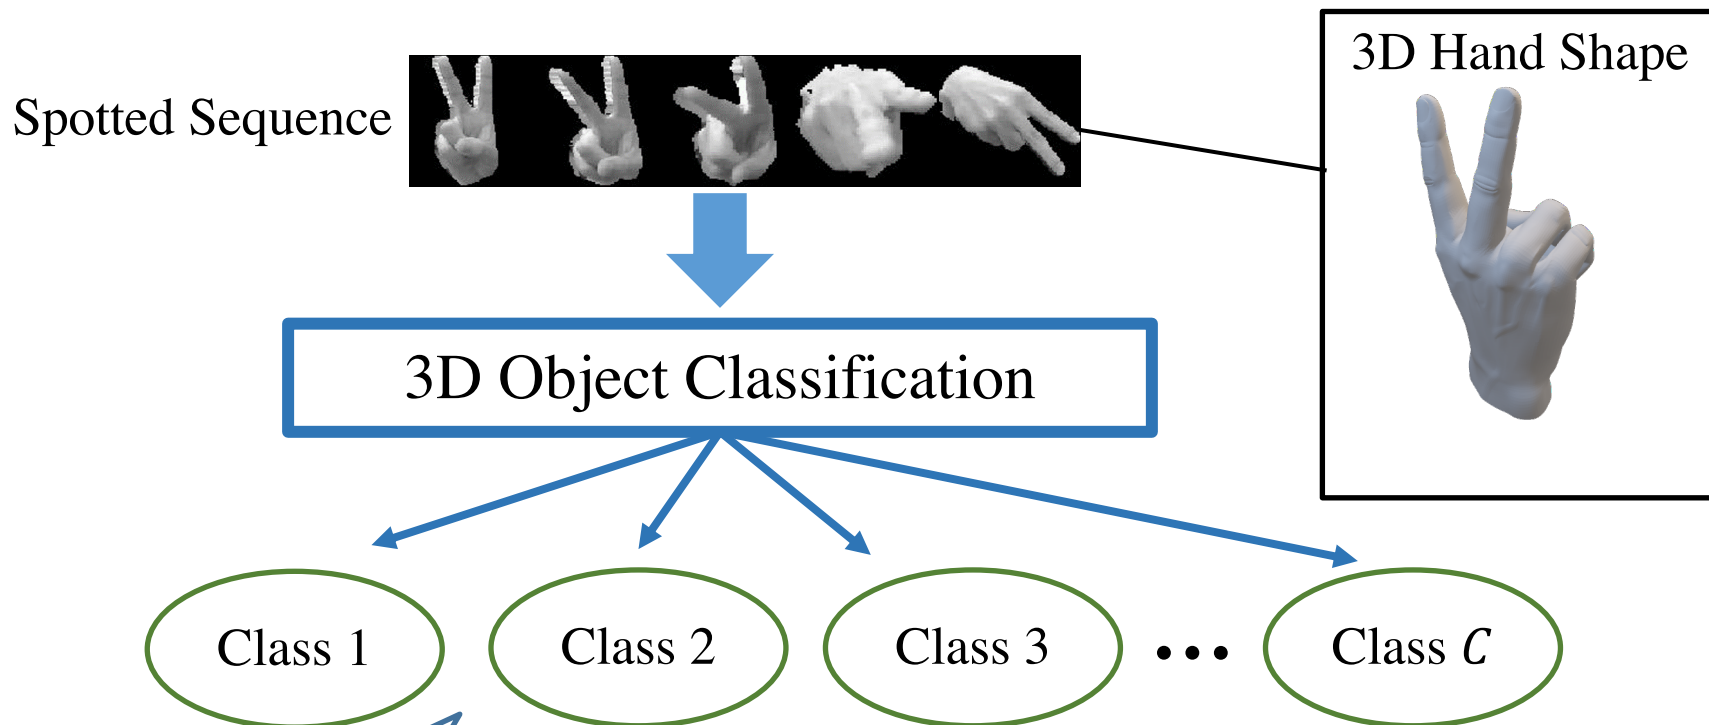 3D Hand Shape
Spotted Sequence
3D Object Classification
Class 1
Class 2
Class 3
...
Class C